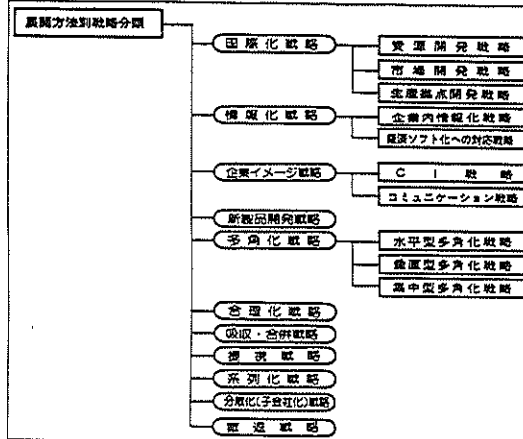 展開方法別戦略分類
国際化戦略
資源開発戦略
市場開発戦略
生産拠点開発戦略
情報化戦略
企業内情報化戦略
経済ソフト化への対応戦略
企業イメージ戦略
CI戦略
コミュニケーション戦略
新製品開発戦略
多角化戦略
水平型多角化戦略
垂直型多角化戦略
集中型多角化戦略
合理化戦略
吸収・合併戦略
提携戦略
系列化戦略
分散化(子会社化)戦略
撤退戦略